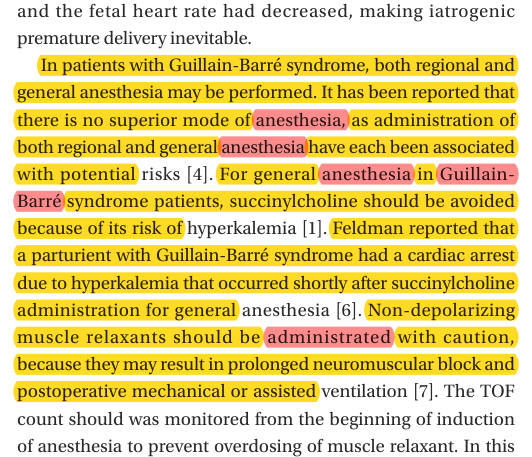 and the fetal heart rate had decreased, making iatrogenic
premature delivery inevitable.
In patients with Guillain-Barré syndrome, both regional and
general anesthesia may be performed. It has been reported that
there is no superior mode of anesthesia, as administration of
both regional and general anesthesia have each been associated
with potential risks [4]. For general anesthesia in Guillain-
Barré syndrome patients, succinylcholine should be avoided
because of its risk of hyperkalemia [1]. Feldman reported that
a parturient with Guillain-Barré syndrome had a cardiac arrest
due to hyperkalemia that occurred shortly after succinylcholine
administration for general anesthesia [6]. Non-depolarizing
muscle relaxants should be administrated with caution,
because they may result in prolonged neuromuscular block and
postoperative mechanical or assisted ventilation [7]. The TOF
count should was monitored from the beginning of induction
of anesthesia to prevent overdosing of muscle relaxant. In this